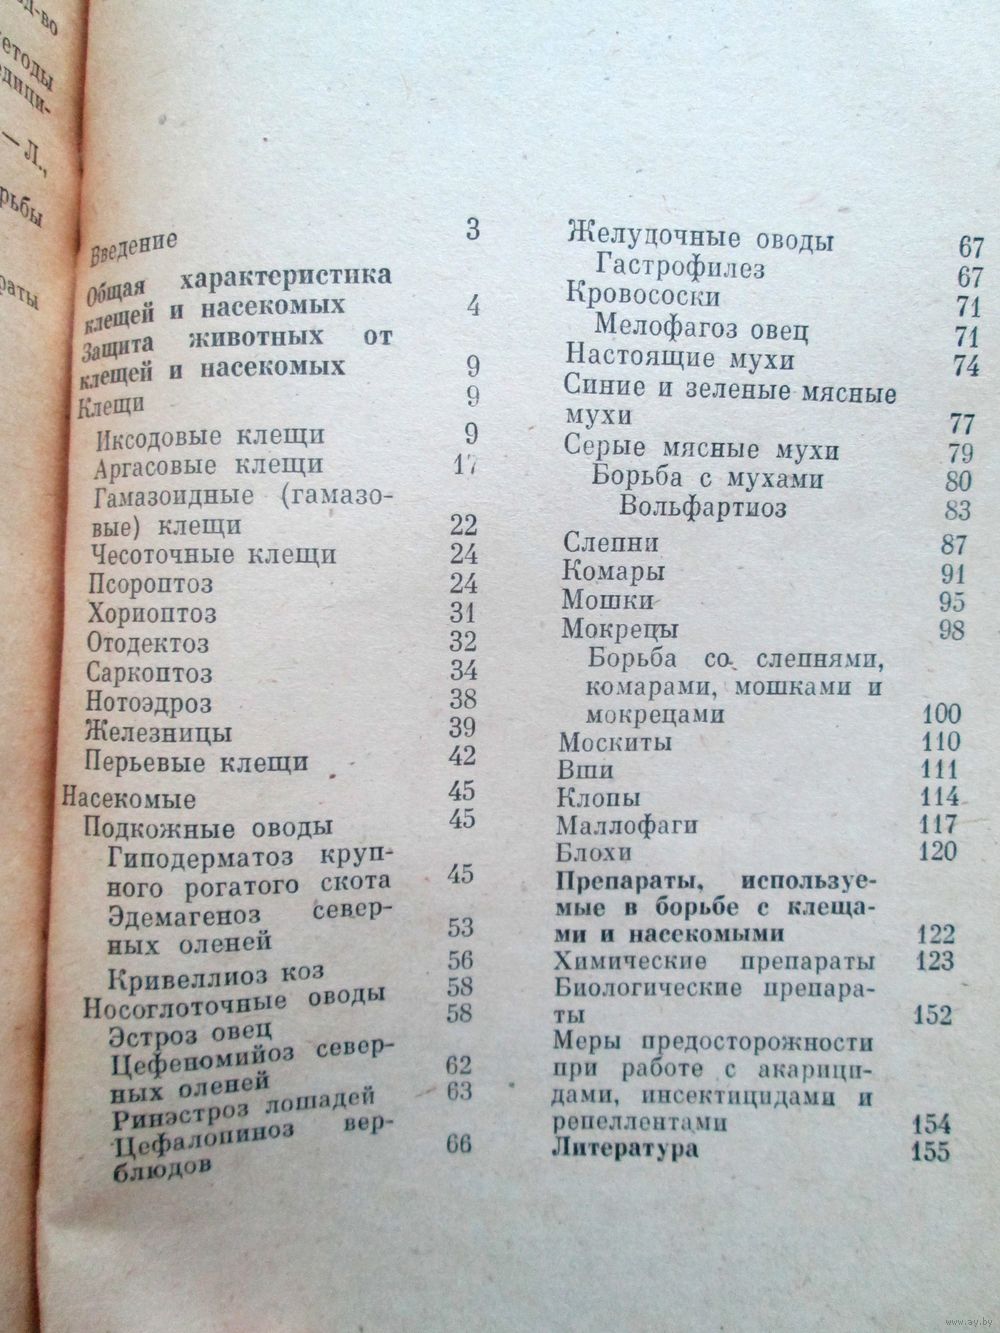 д-во
етоды
едици-
— Л.,
рьбы
раты
Введение 3
Общая характеристика
клещей и насекомых 4
Защита животных от
клещей и насекомых 9
Клещи 9
Иксодовые клещи 9
Аргасовые клещи 17
Гамазоидные (гамазо-
вые) клещи 22
Чесоточные клещи 24
Псороптоз 24
Хориоптоз 31
Отодектоз 32
Саркоптоз 34
Нотоэдроз 38
Железницы 39
Перьевые клещи 42
Насекомые 45
Подкожные оводы 45
Гиподерматоз круп-
ного рогатого скота 45
Эдемагеноз север-
ных оленей 53
Кривеллиоз коз 56
Носоглоточные оводы 58
Эстроз овец 58
Цефеномийоз север-
ных оленей 62
Ринэстроз лошадей 63
Цефалопиноз вер-
блюдов 66
Желудочные оводы 67
Гастрофилез 67
Кровососки 71
Мелофагоз овец 71
Настоящие мухи 74
Синие и зеленые мясные
мухи 77
Серые мясные мухи 79
Борьба с мухами 80
Вольфартиоз 83
Слепни 87
Комары 91
Мошки 95
Мокрецы 98
Борьба со слепнями,
комарами, мошками и
мокрецами 100
Москиты 110
Вши 111
Клопы 114
Маллофаги 117
Блохи 120
Препараты, используе-
мые в борьбе с клеща-
ми и насекомыми 122
Химические препараты 123
Биологические препара-
ты 152
Меры предосторожности
при работе с акарици-
дами, инсектицидами и
репеллентами 154
Литература 155
www.ay.by